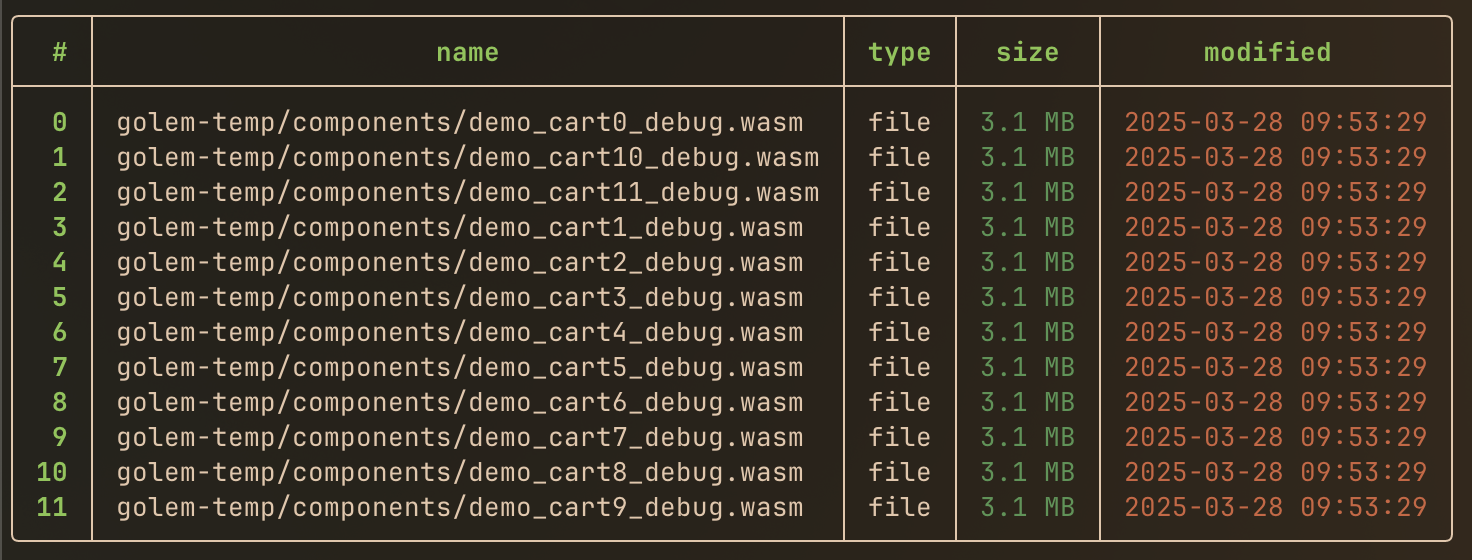 # name type size modified
0 golem-temp/components/demo_cart0_debug.wasm file 3.1 MB 2025-03-28 09:53:29
1 golem-temp/components/demo_cart10_debug.wasm file 3.1 MB 2025-03-28 09:53:29
2 golem-temp/components/demo_cart11_debug.wasm file 3.1 MB 2025-03-28 09:53:29
3 golem-temp/components/demo_cart1_debug.wasm file 3.1 MB 2025-03-28 09:53:29
4 golem-temp/components/demo_cart2_debug.wasm file 3.1 MB 2025-03-28 09:53:29
5 golem-temp/components/demo_cart3_debug.wasm file 3.1 MB 2025-03-28 09:53:29
6 golem-temp/components/demo_cart4_debug.wasm file 3.1 MB 2025-03-28 09:53:29
7 golem-temp/components/demo_cart5_debug.wasm file 3.1 MB 2025-03-28 09:53:29
8 golem-temp/components/demo_cart6_debug.wasm file 3.1 MB 2025-03-28 09:53:29
9 golem-temp/components/demo_cart7_debug.wasm file 3.1 MB 2025-03-28 09:53:29
10 golem-temp/components/demo_cart8_debug.wasm file 3.1 MB 2025-03-28 09:53:29
11 golem-temp/components/demo_cart9_debug.wasm file 3.1 MB 2025-03-28 09:53:29